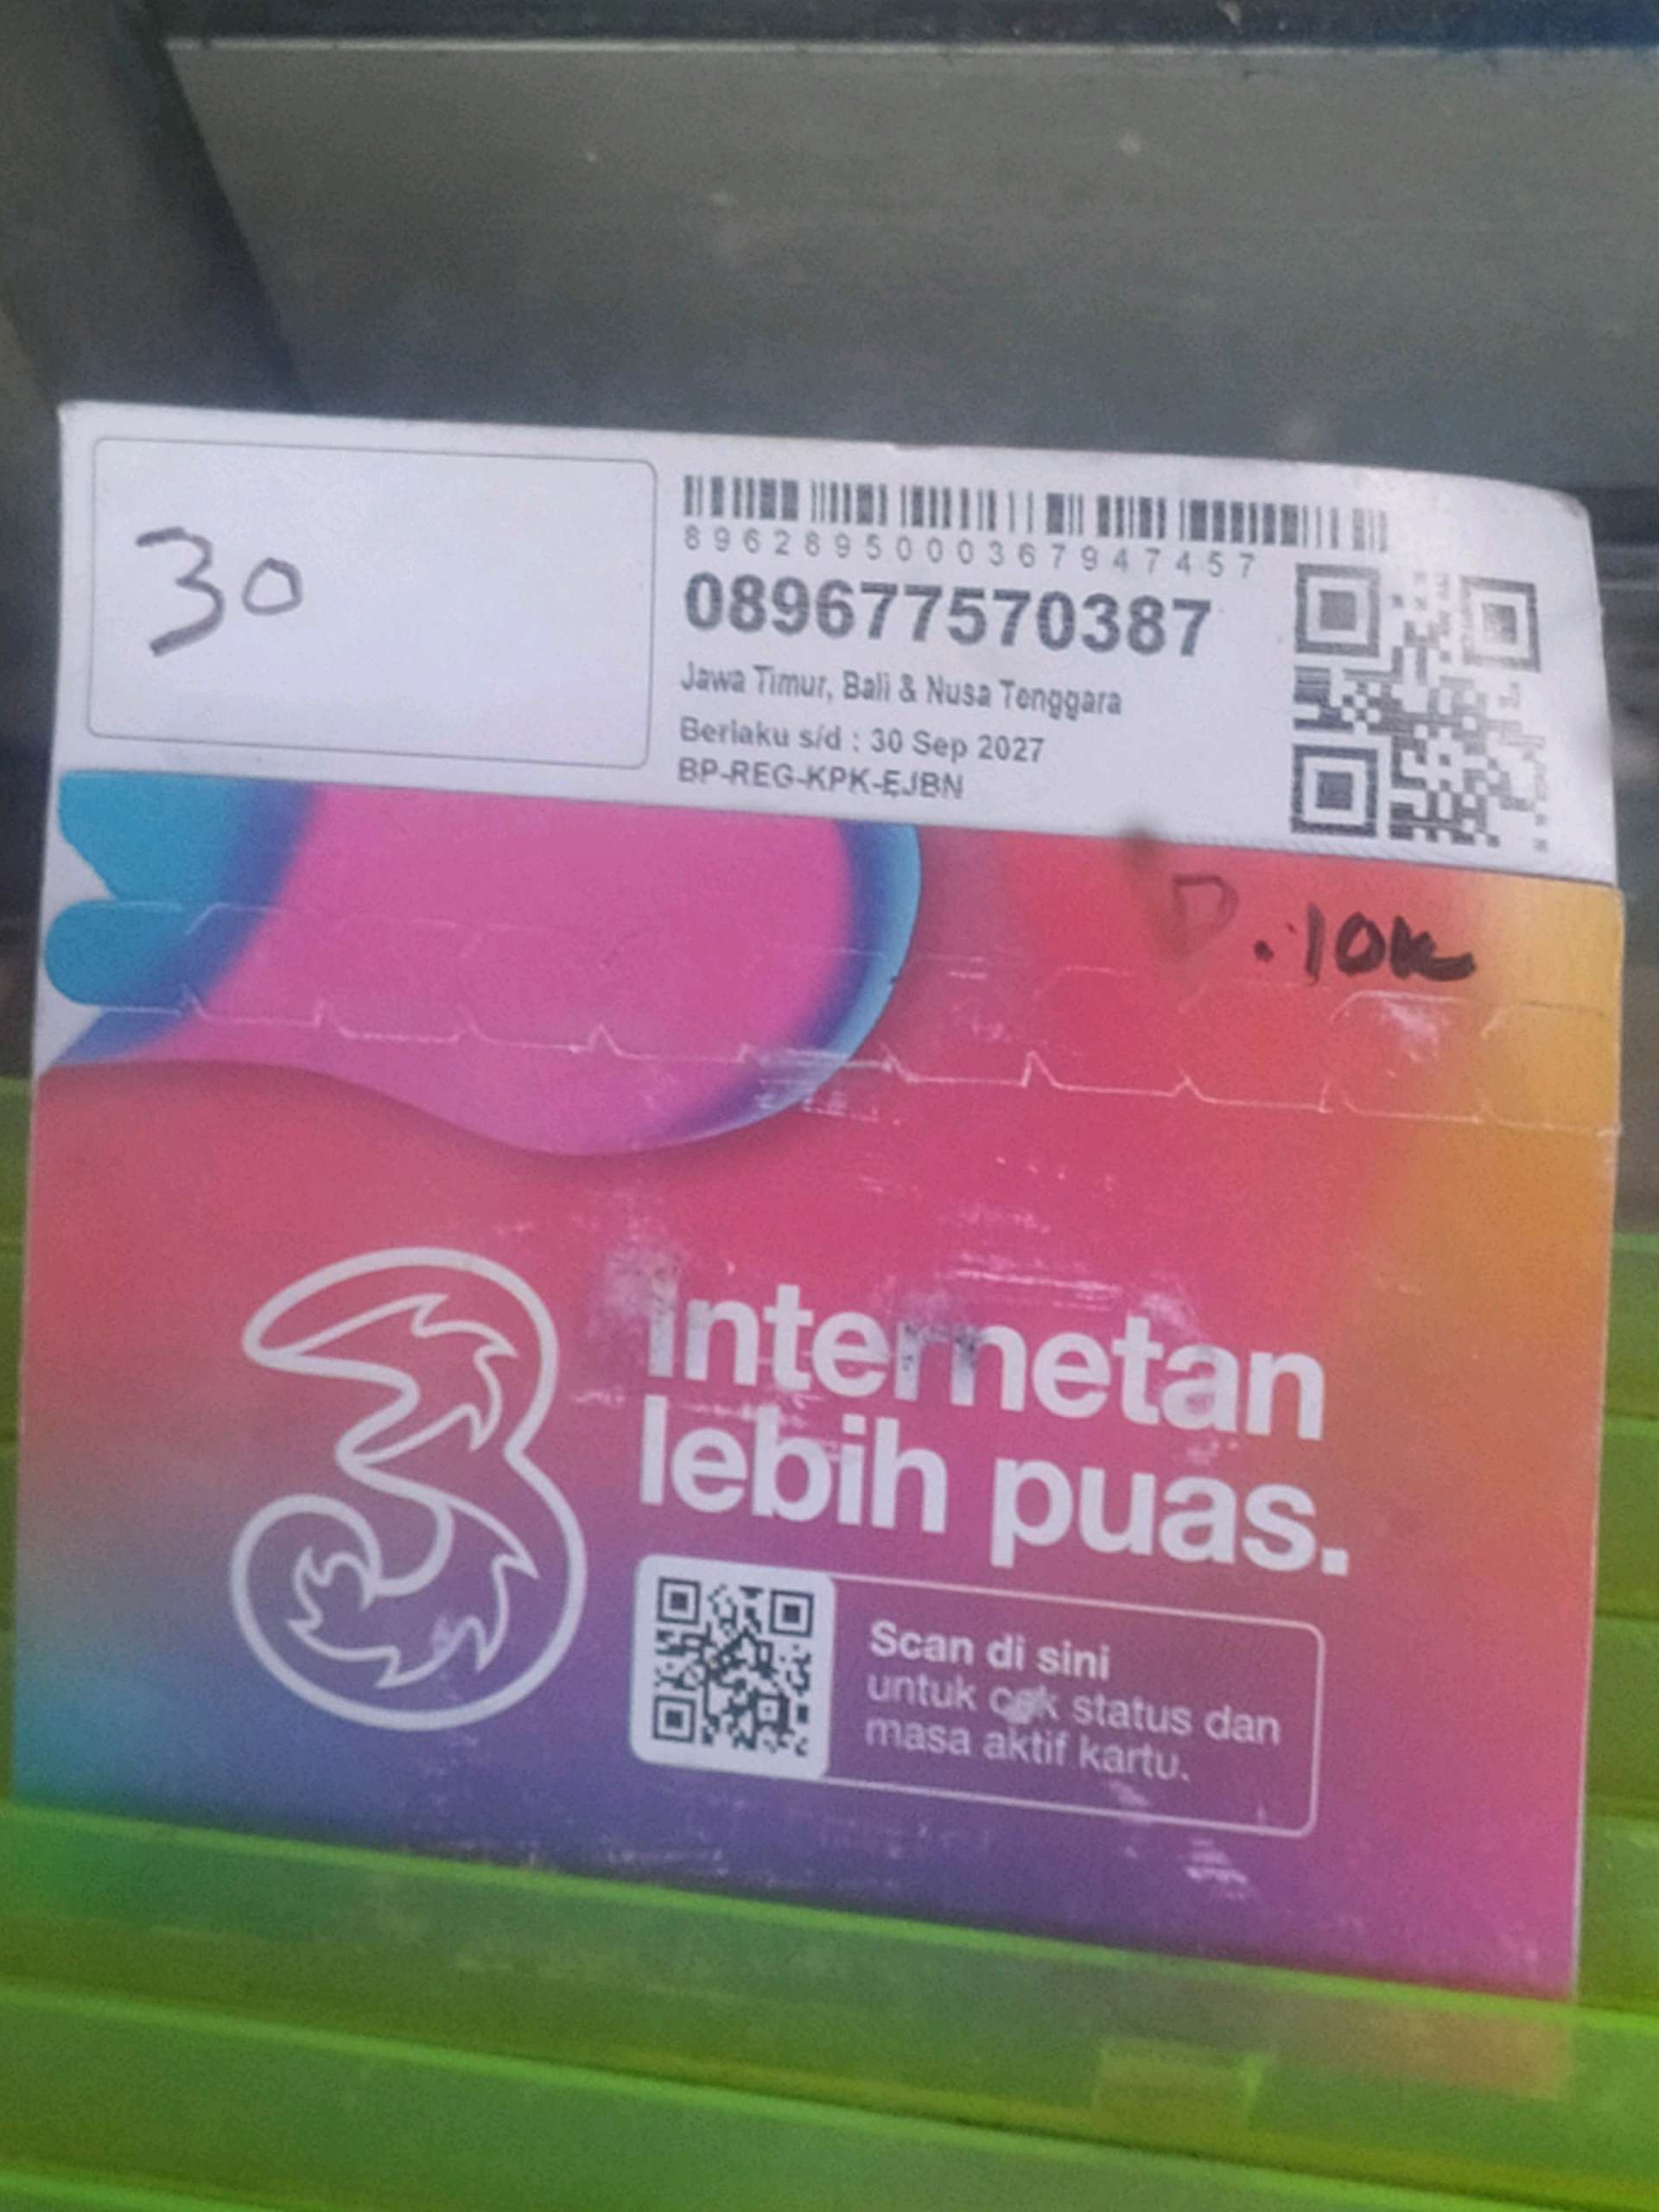 30
8962895000367947457
089677570387
Jawa Timur, Bali & Nusa Tenggara
Berlaku s/d : 30 Sep 2027
BP-REG-KPK-EJBN
P.10k
3
Internetan
lebih puas.
Scan di sini
untuk cek status dan
masa aktif kartu.